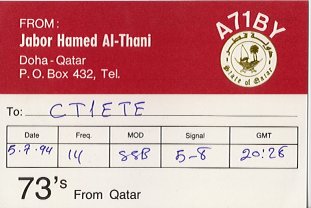 FROM:
Jabor Hamed Al-Thani
Doha - Qatar
P.O. Box 432, Tel.
A71BY
State of Qatar
To: CT1ETE
Date Freq. MOD Signal GMT
5.7.94 14 SSB 5-8 20:28
73's From Qatar